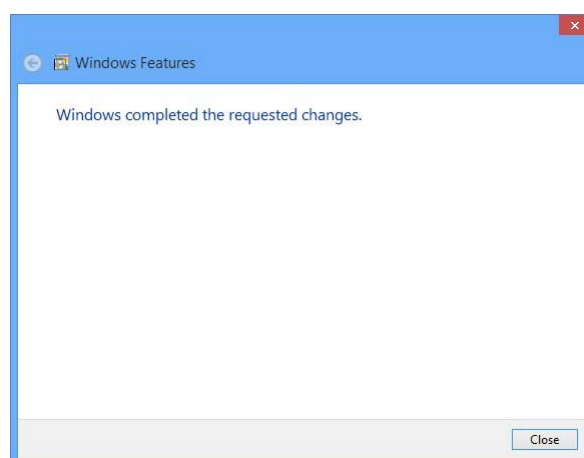 Windows Features
Windows completed the requested changes.
Close